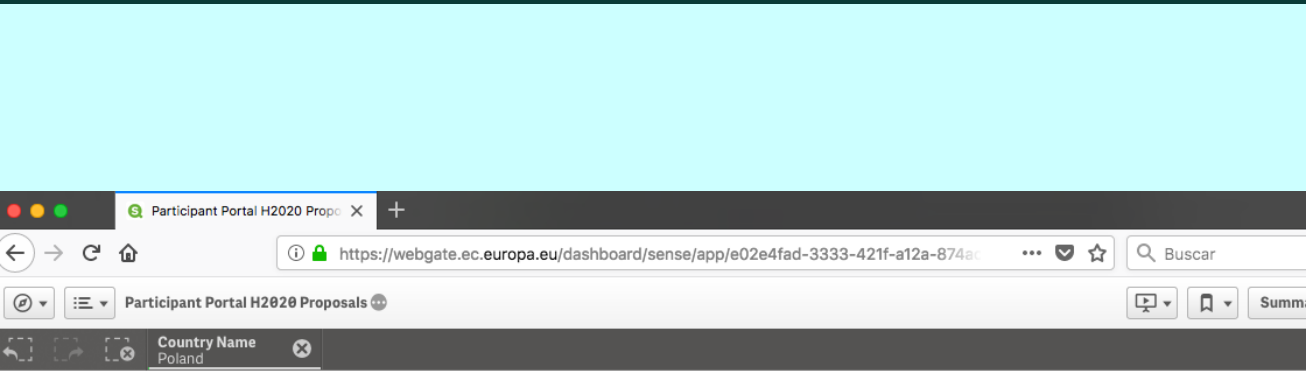 Participant Portal H2020 Propo
https://webgate.ec.europa.eu/dashboard/sense/app/e02e4fad-3333-421f-a12a-874a
Buscar
Participant Portal H2020 Proposals
Summa
Country Name
Poland